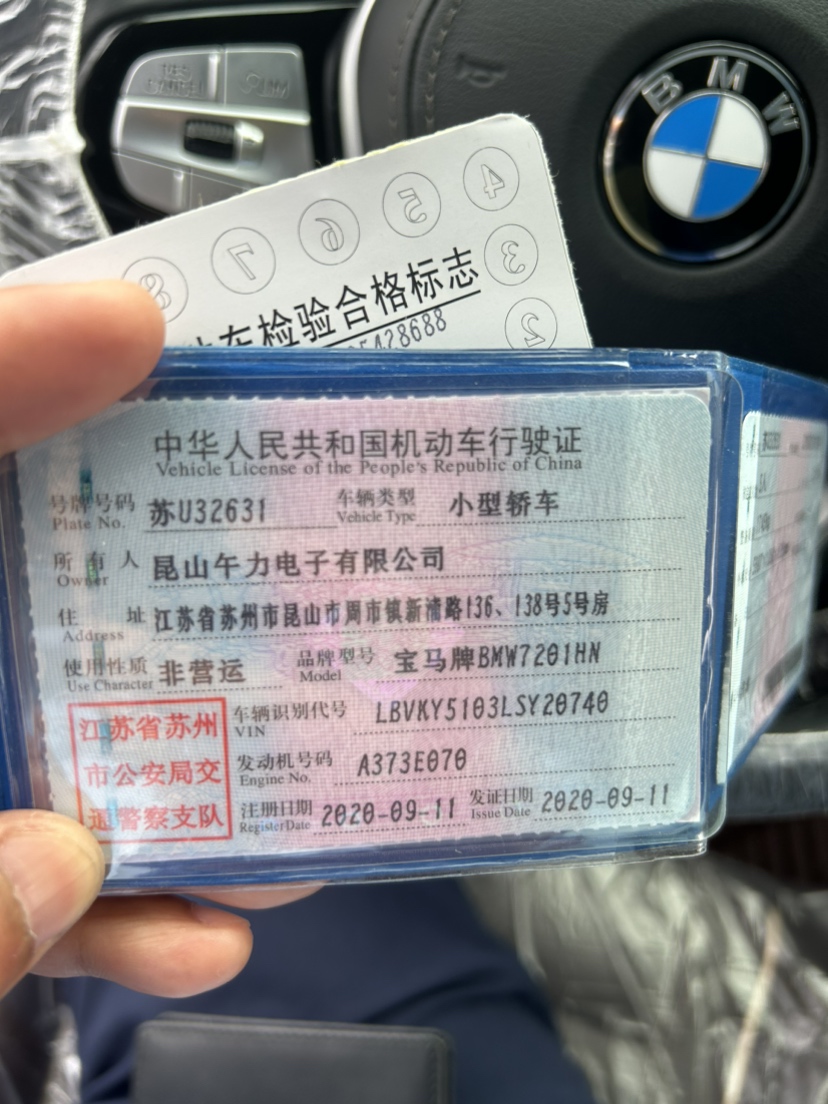 BMW
4
5
6
7
8
3
2
检验合格标志
5428688
中华人民共和国机动车行驶证
Vehicle License of the People's Republic of China
号牌号码 苏U32631 车辆类型 小型轿车
Plate No. Vehicle Type
所有人 昆山午力电子有限公司
Owner
住址 江苏省苏州市昆山市周市镇新浦路136、138号5号房
Address
使用性质 非营运 品牌型号 宝马牌BMW7201HN
Use Character Model
江苏省苏州
市公安局交
通警察支队
车辆识别代号 LBVKY5103LSY20740
VIN
发动机号码 A373E070
Engine No.
注册日期 2020-09-11 发证日期 2020-09-11
Register Date Issue Date